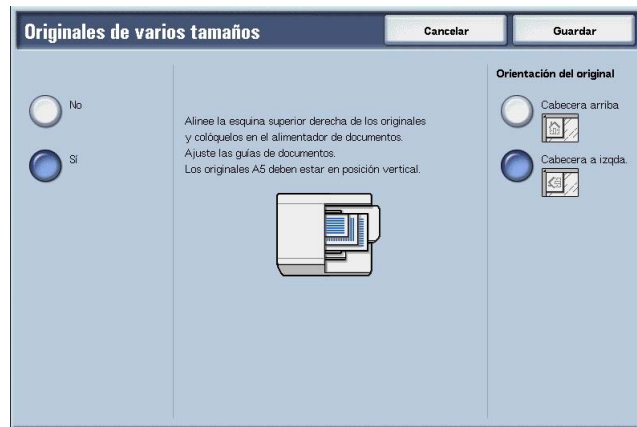 Originales de varios tamaños
Cancelar
Guardar
No
Sí
Alinee la esquina superior derecha de los originales
y colóquelos en el alimentador de documentos.
Ajuste las guías de documentos.
Los originales A5 deben estar en posición vertical.
Orientación del original
Cabecera arriba
Cabecera a izqda.